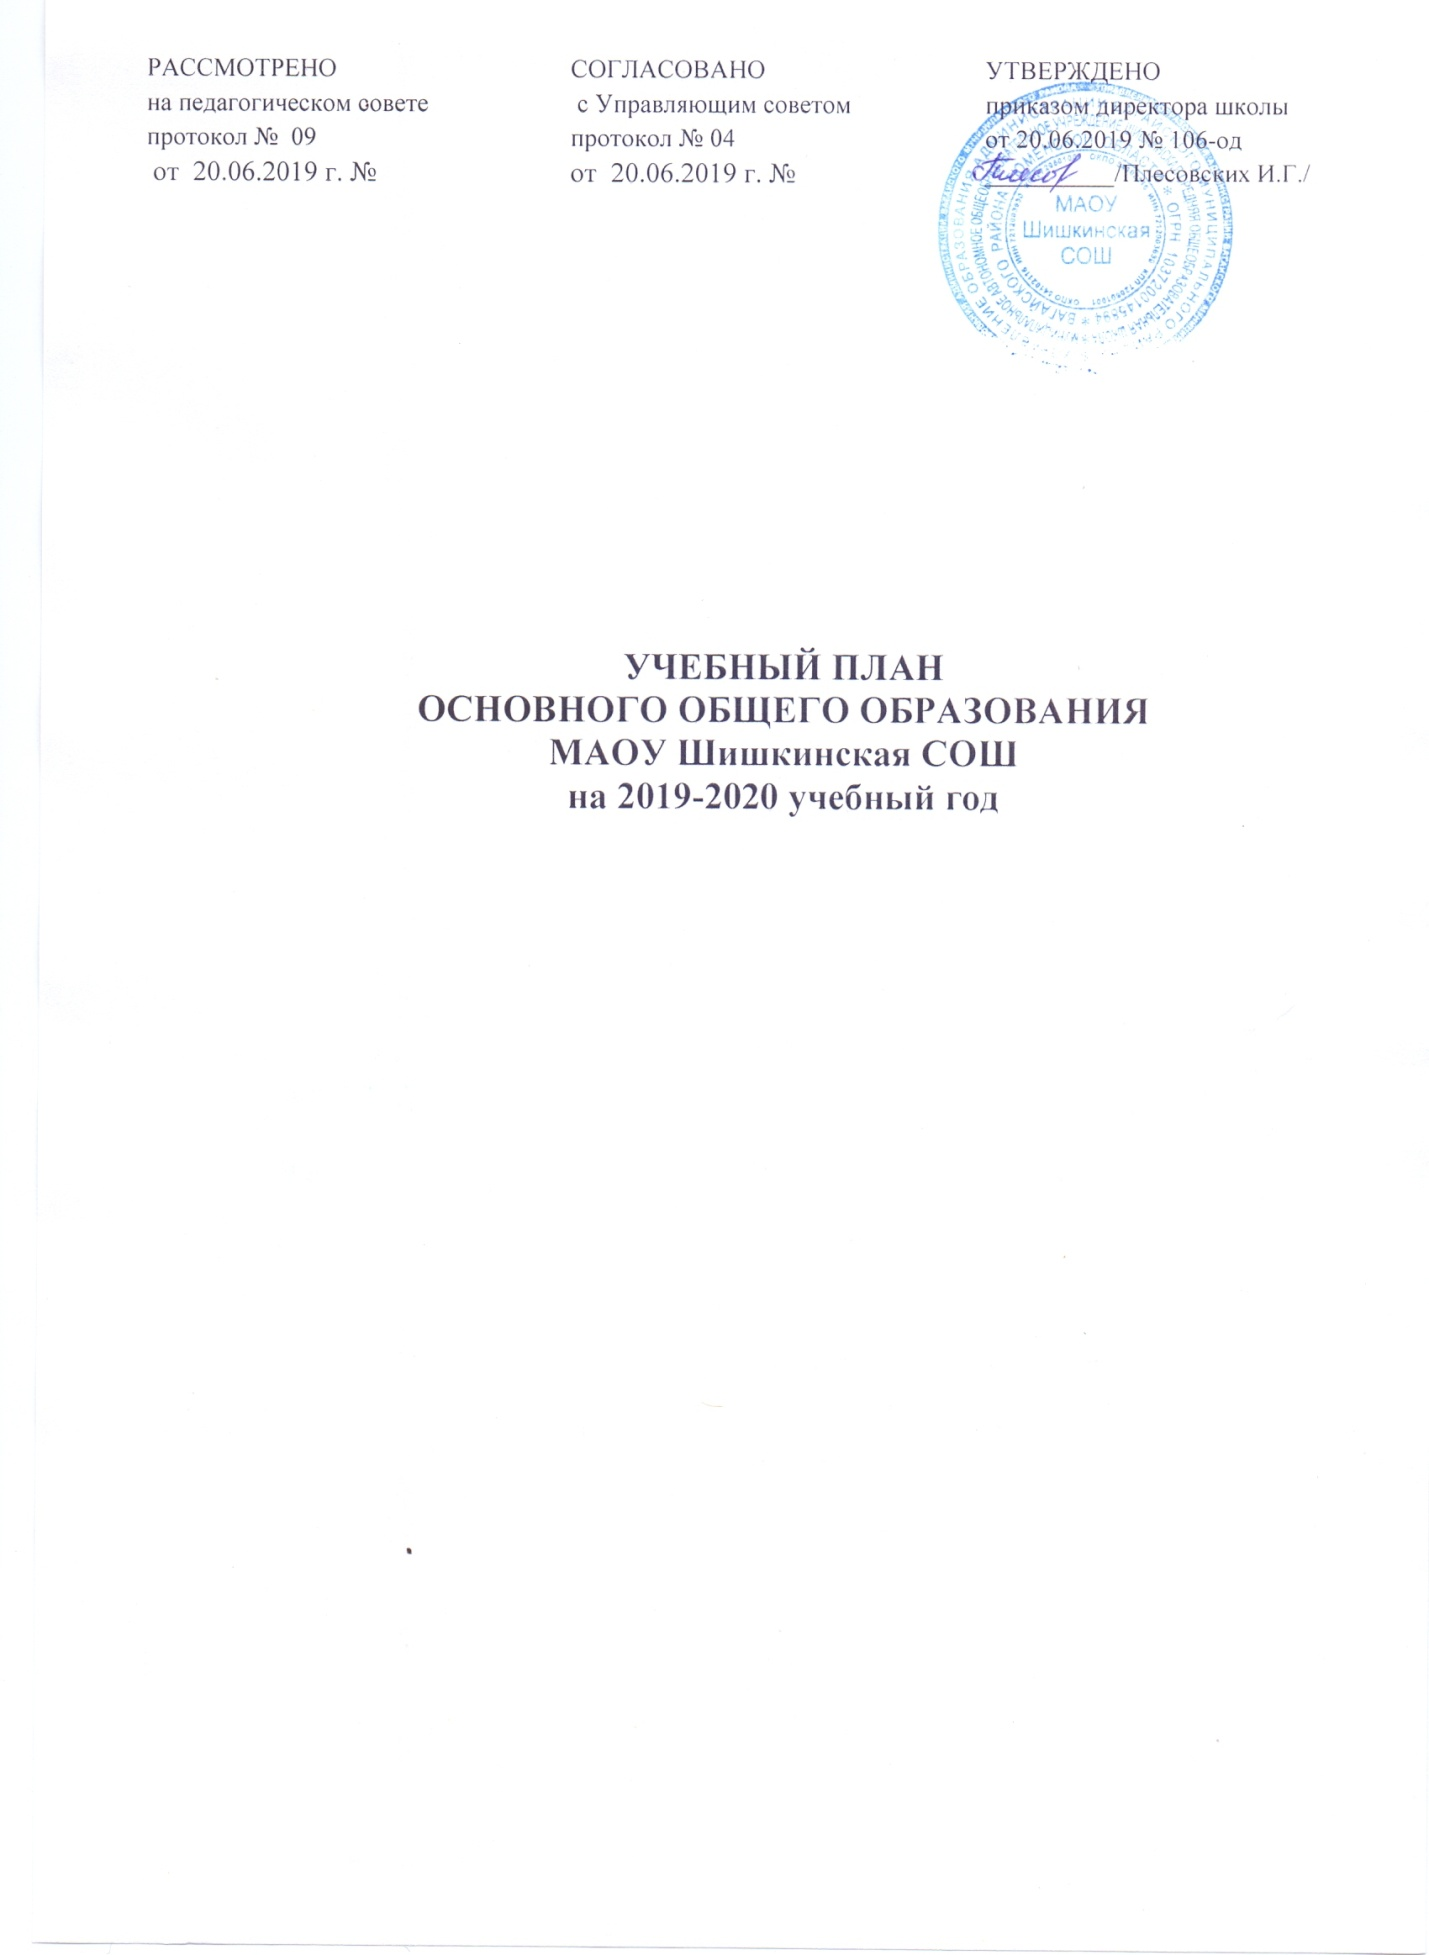 РАССМОТРЕНО
на педагогическом совете
протокол №  09
от  20.06.2019 г. №
СОГЛАСОВАНО
с Управляющим советом
протокол № 04
от  20.06.2019 г. №
УТВЕРЖДЕНО
приказом директора школы
от 20.06.2019 № 106-од
/Плесовских И.Г./
МАОУ
Шишкинская
СОШ
УЧЕБНЫЙ ПЛАН
ОСНОВНОГО ОБЩЕГО ОБРАЗОВАНИЯ
МАОУ Шишкинская СОШ
на 2019-2020 учебный год